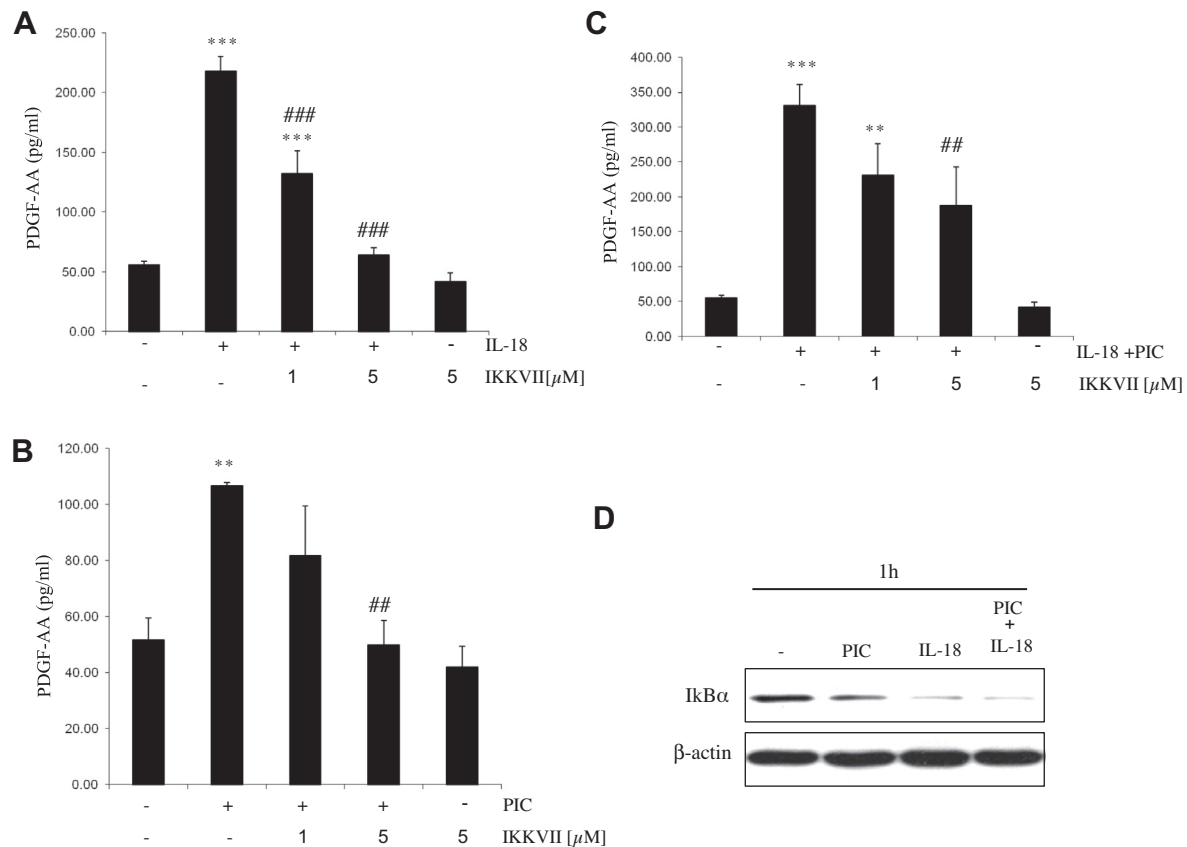 A
PDGF-AA (pg/ml)
250.00
200.00
150.00
100.00
50.00
0.00
***
###
***
###
- + + + - IL-18
- - 1 5 5 IKKVII[µM]
B
PDGF-AA (pg/ml)
120.00
100.00
80.00
60.00
40.00
20.00
0.00
**
##
- + + + - PIC
- - 1 5 5 IKKVII [µM]
C
PDGF-AA (pg/ml)
400.00
350.00
300.00
250.00
200.00
150.00
100.00
50.00
0.00
***
**
##
- + + + - IL-18 +PIC
- - 1 5 5 IKKVII [µM]
D
1h
PIC
+
- PIC IL-18 IL-18
IkBα
β-actin